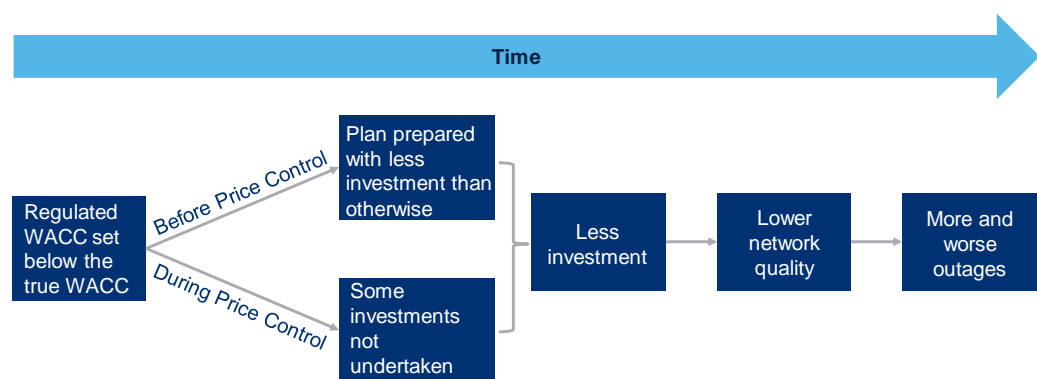 Time
Before Price Control
Plan prepared
with less
investment than
otherwise
Regulated
WACC set
below the
true WACC
Less
investment
Lower
network
quality
More and
worse
outages
During Price Control
Some
investments
not
undertaken